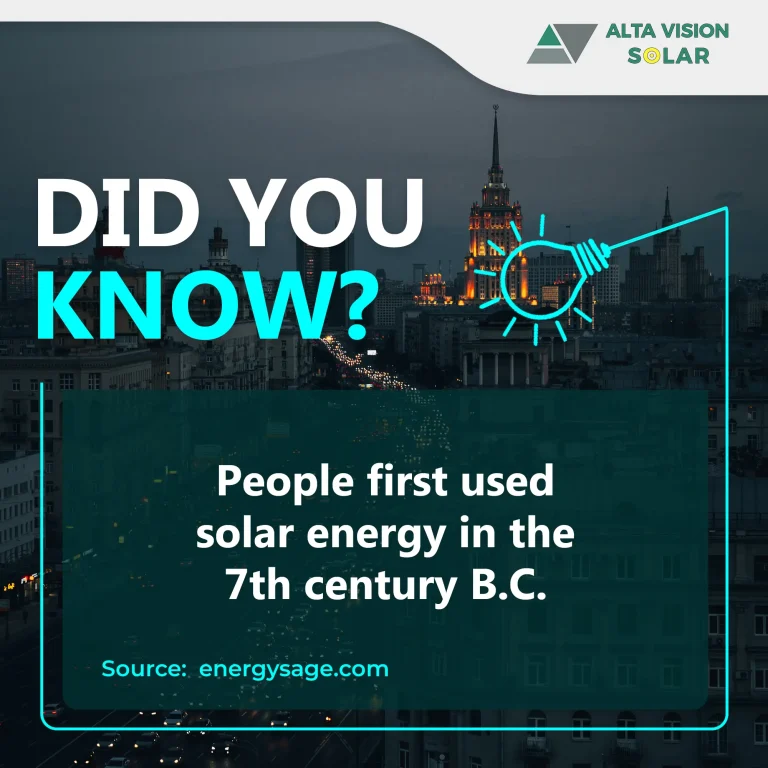 ALTA VISION
SOLAR
DID YOU
KNOW?
People first used
solar energy in the
7th century B.C.
Source: energysage.com